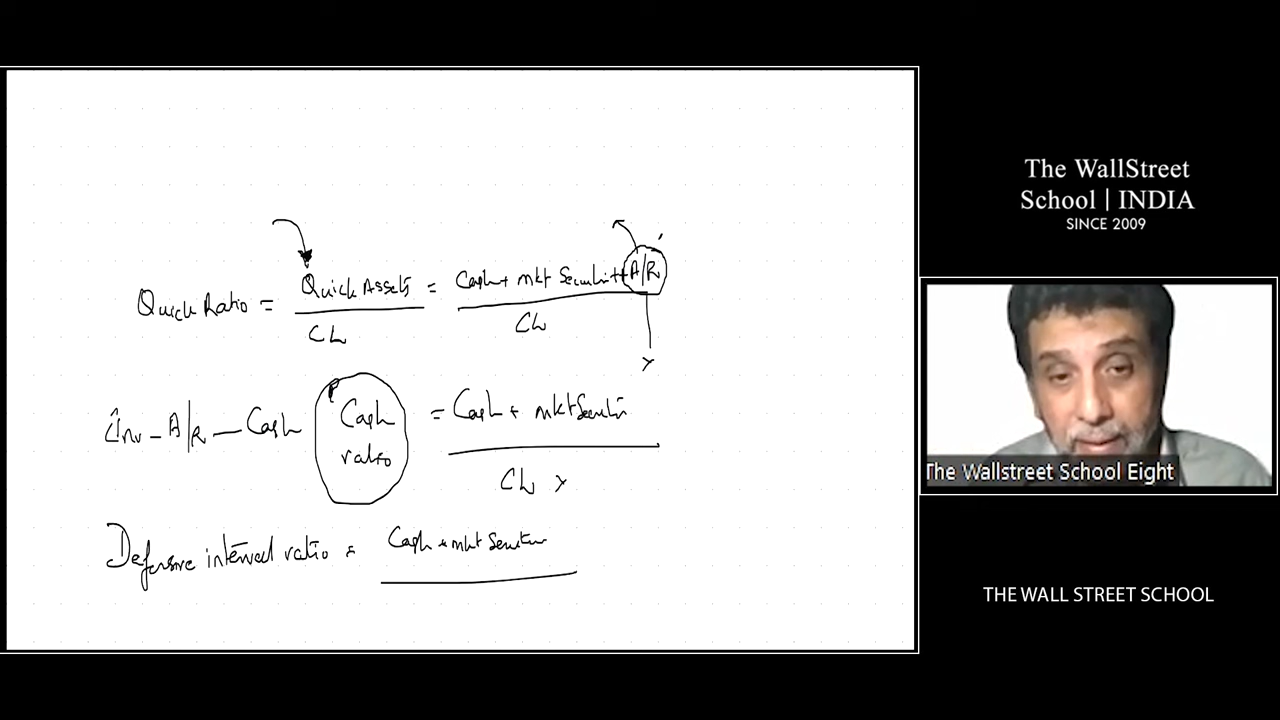 Quick Ratio = Quick Assets / CL = Cash + mkt Securities + A/R / CL
x
Inv - A/R - Cash
Cash ratio = Cash + mkt Securities / CL x
Defensive interval ratio = Cash + mkt Securities
The WallStreet
School | INDIA
SINCE 2009
The Wallstreet School Eight
THE WALL STREET SCHOOL